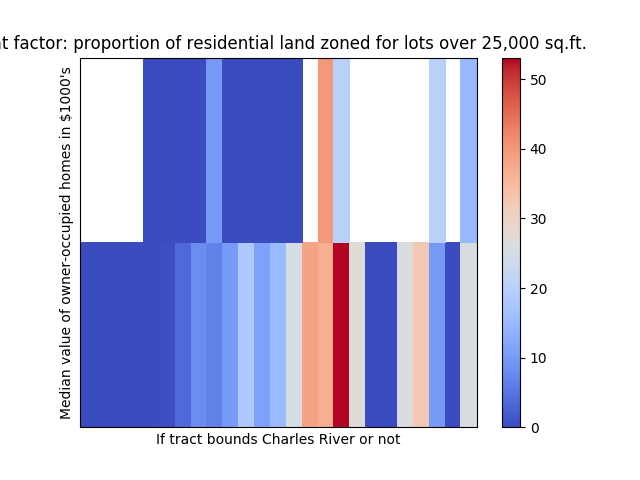 factor: proportion of residential land zoned for lots over 25,000 sq.ft.
Median value of owner-occupied homes in $1000's
50
40
30
20
10
0
If tract bounds Charles River or not